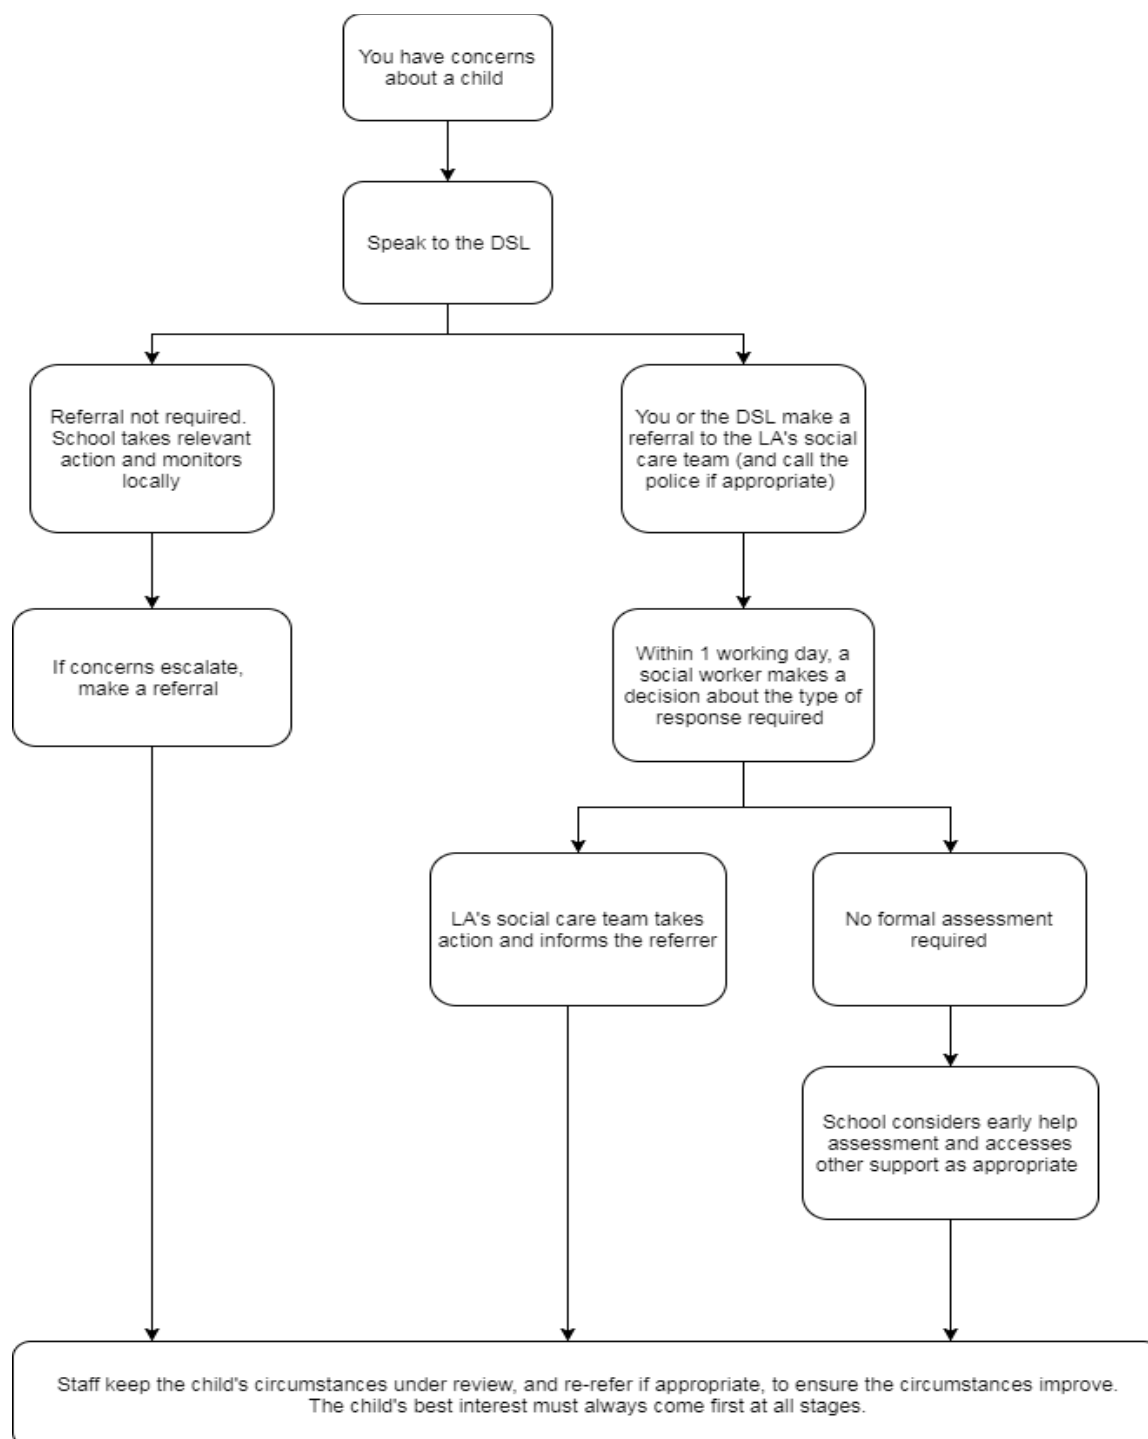 You have concerns
about a child
Speak to the DSL
Referral not required.
School takes relevant
action and monitors
locally
You or the DSL make a
referral to the LA's social
care team (and call the
police if appropriate)
If concerns escalate,
make a referral
Within 1 working day, a
social worker makes a
decision about the type of
response required
LA's social care team takes
action and informs the referrer
No formal assessment
required
School considers early help
assessment and accesses
other support as appropriate
Staff keep the child's circumstances under review, and re-refer if appropriate, to ensure the circumstances improve.
The child's best interest must always come first at all stages.